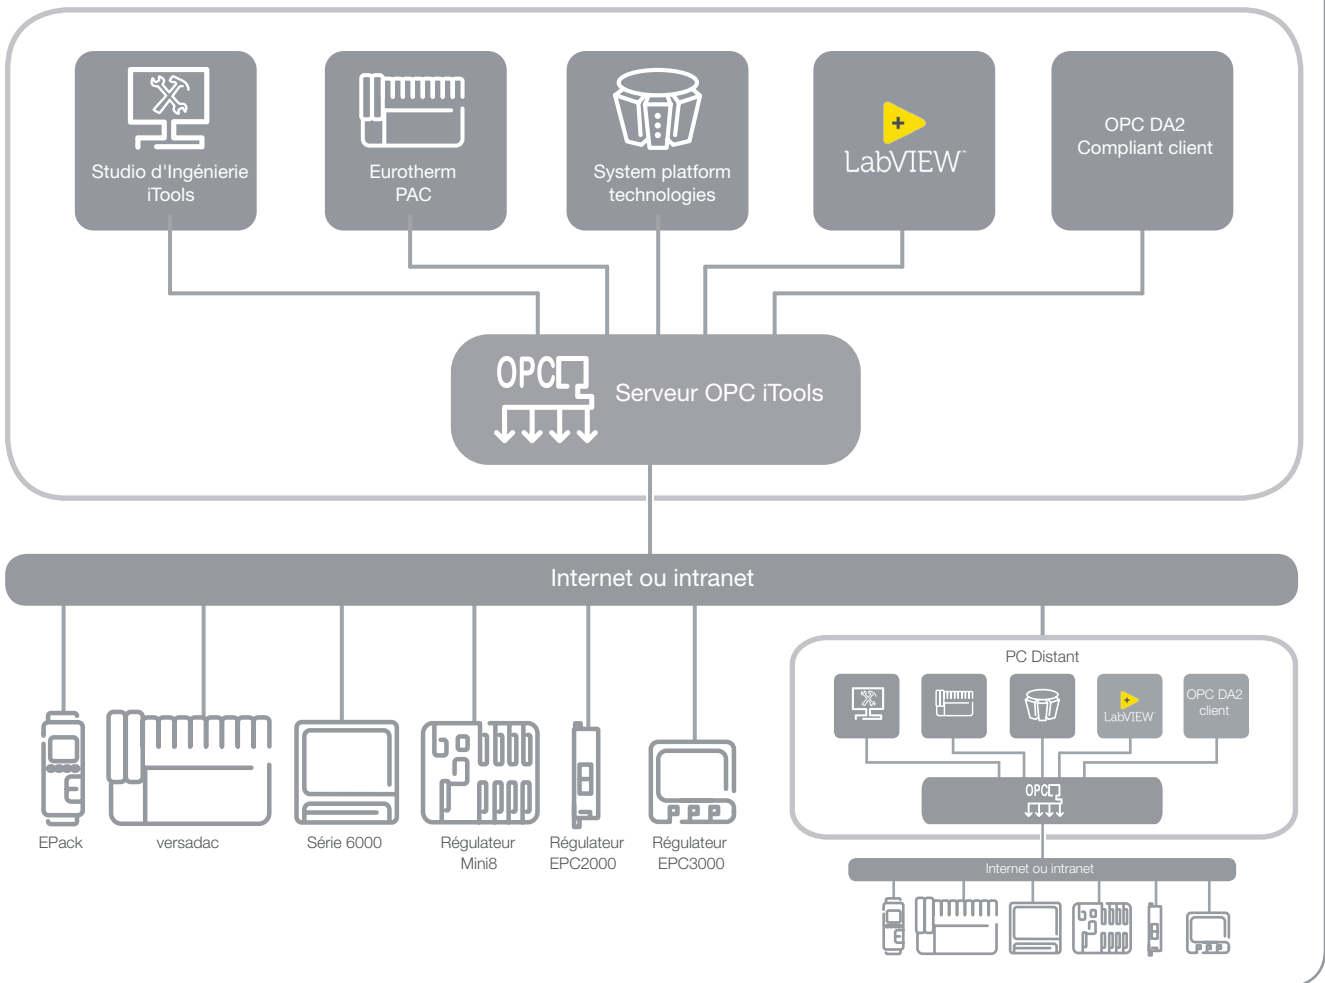 Studio d'Ingénierie
iTools
Eurotherm
PAC
System platform
technologies
+
LabVIEW™
OPC DA2
Compliant client
OPC
Serveur OPC iTools
Internet ou intranet
EPack
versadac
Série 6000
Régulateur
Mini8
Régulateur
EPC2000
Régulateur
EPC3000
PC Distant
+
LabVIEW™
OPC DA2
client
OPC
Internet ou intranet